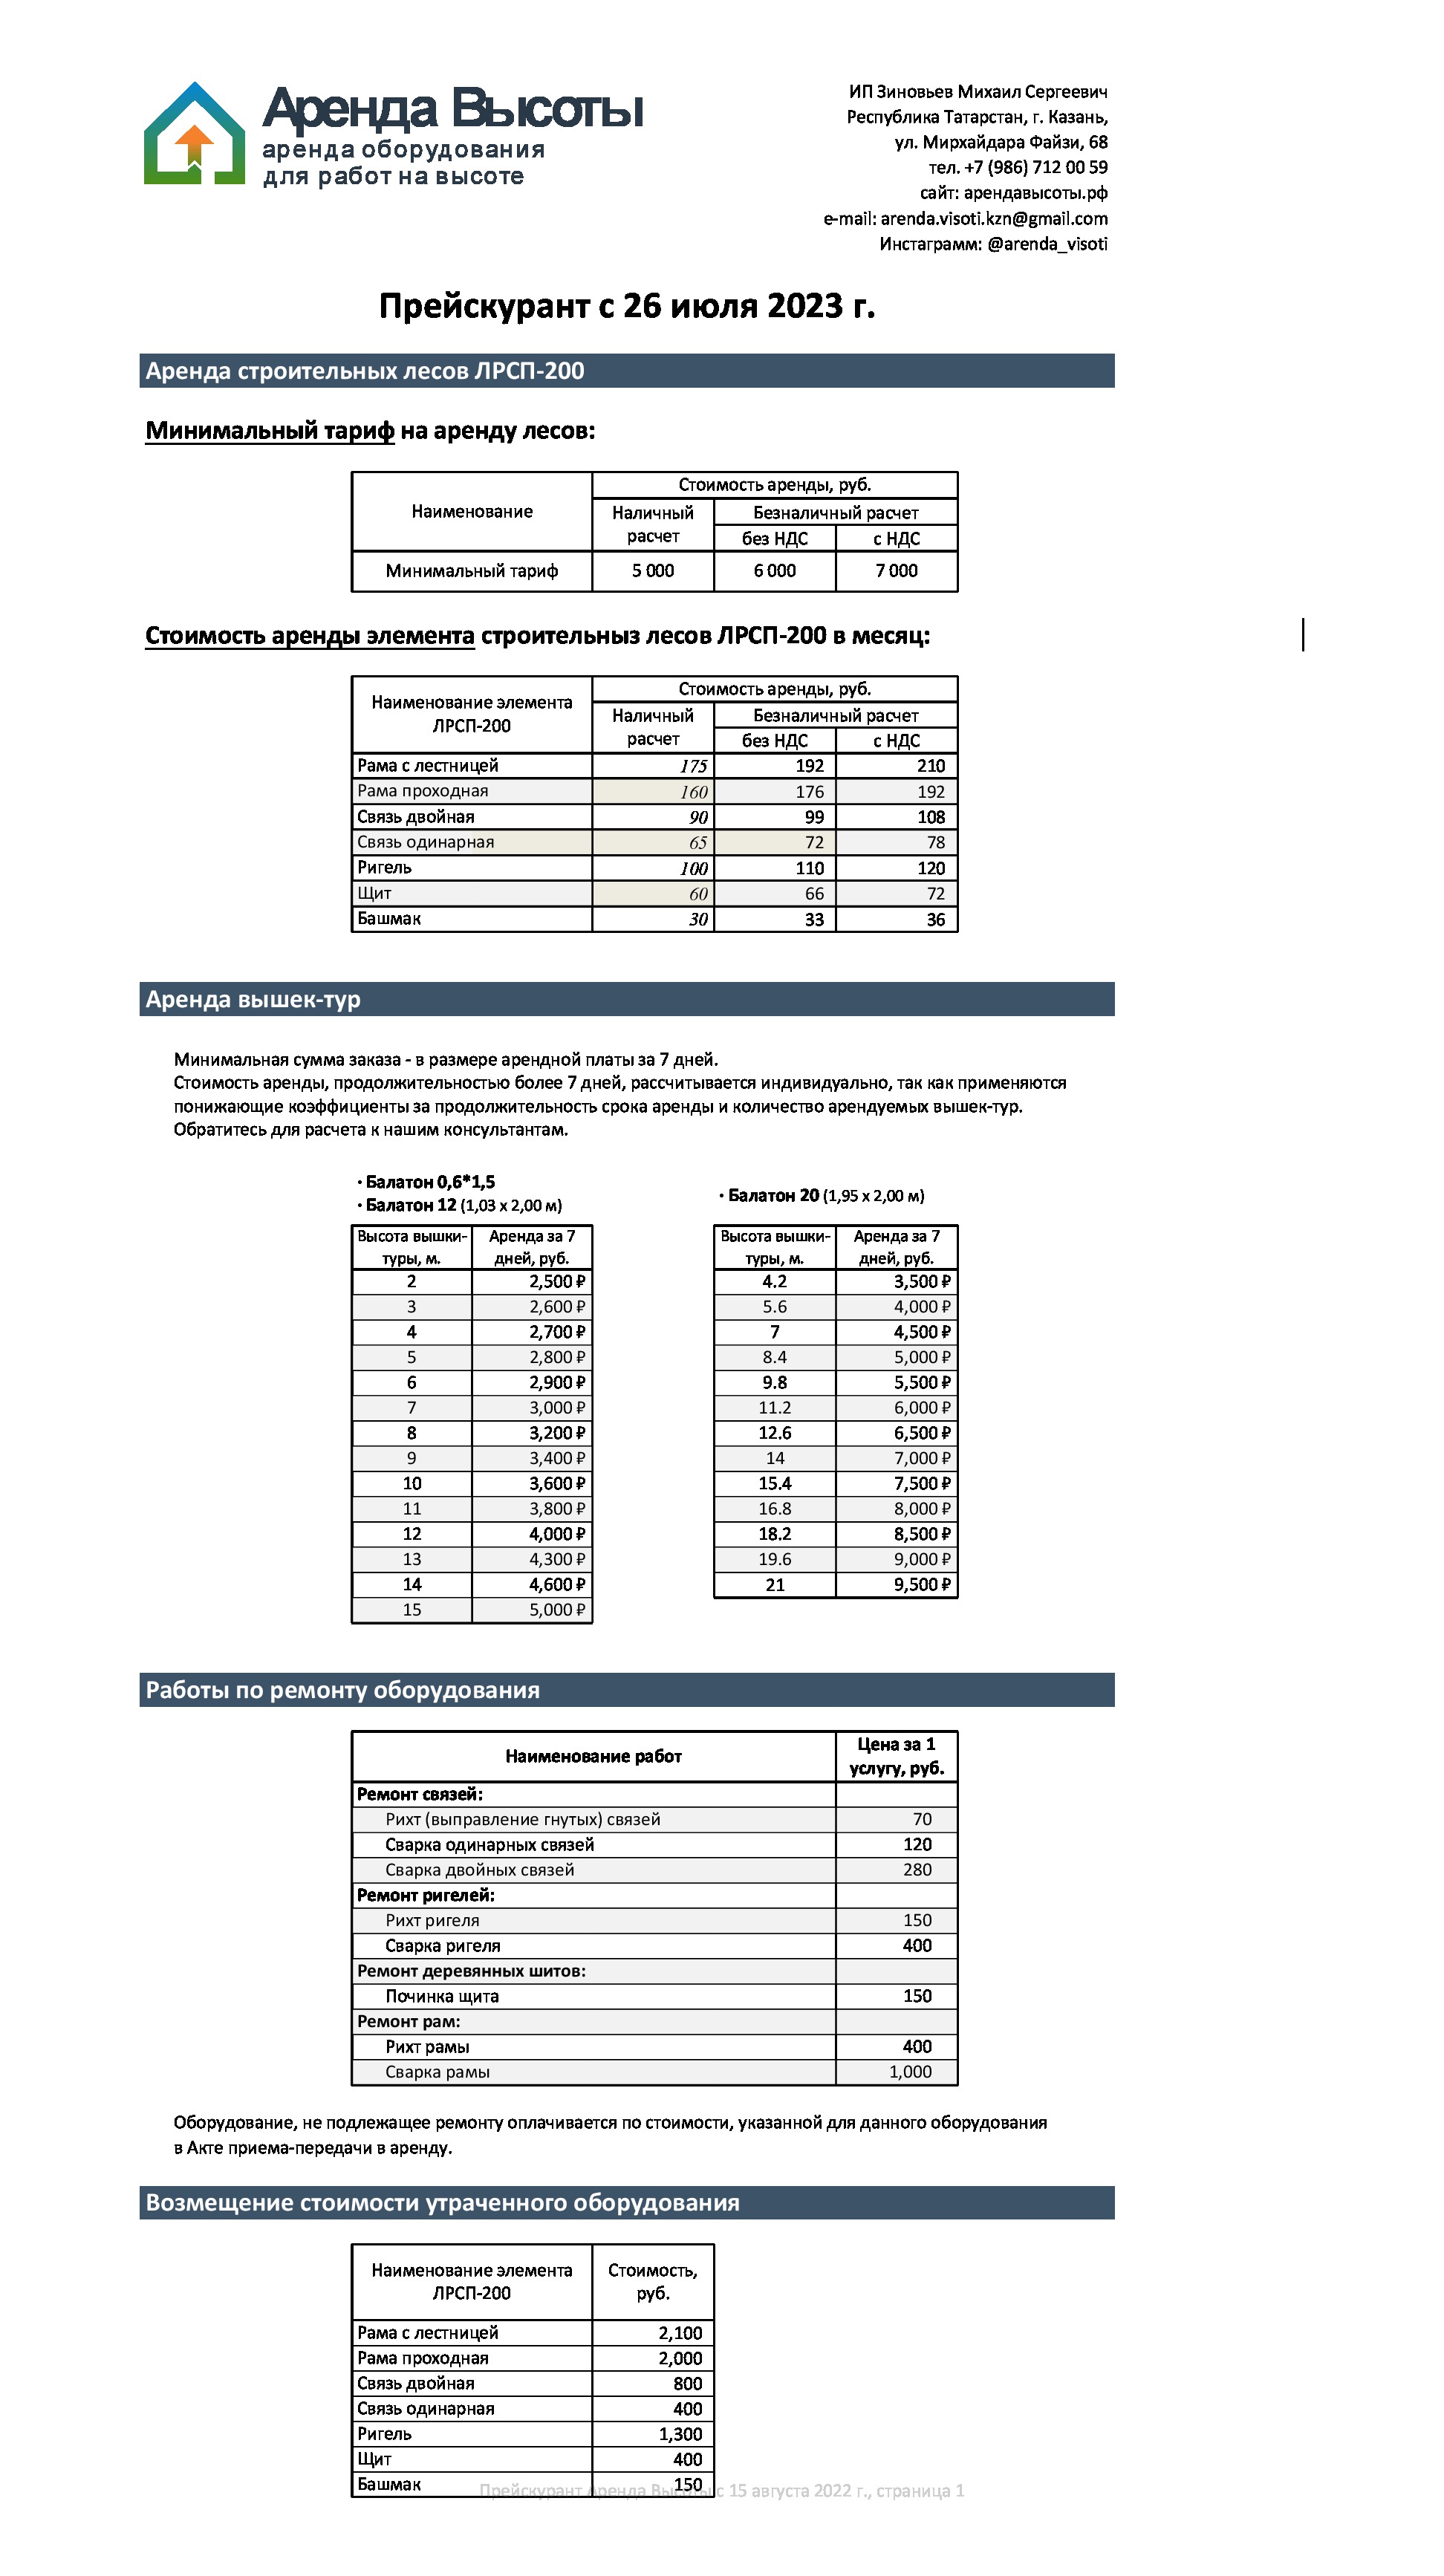 Аренда Высоты
аренда оборудования
для работ на высоте
ИП Зиновьев Михаил Сергеевич
Республика Татарстан, г. Казань,
ул. Мирхайдара Файзи, 68
тел. +7 (986) 712 00 59
сайт: арендавысоты.рф
e-mail: arenda.visoti.kzn@gmail.com
Инстаграмм: @arenda_visoti
Прейскурант с 26 июля 2023 г.
Аренда строительных лесов ЛРСП-200
Минимальный тариф на аренду лесов:
Наименование
Стоимость аренды, руб.
Наличный
расчет
Безналичный расчет
без НДС с НДС
Минимальный тариф 5 000 6 000 7 000
Стоимость аренды элемента строительныз лесов ЛРСП-200 в месяц:
Наименование элемента
ЛРСП-200
Стоимость аренды, руб.
Наличный
расчет
Безналичный расчет
без НДС с НДС
Рама с лестницей 175 192 210
Рама проходная 160 176 192
Связь двойная 90 99 108
Связь одинарная 65 72 78
Ригель 100 110 120
Щит 60 66 72
Башмак 30 33 36
Аренда вышек-тур
Минимальная сумма заказа - в размере арендной платы за 7 дней.
Стоимость аренды, продолжительностью более 7 дней, рассчитывается индивидуально, так как применяются
понижающие коэффициенты за продолжительность срока аренды и количество арендуемых вышек-тур.
Обратитесь для расчета к нашим консультантам.
· Балатон 0,6*1,5
· Балатон 12 (1,03 х 2,00 м)
Высота вышки- Аренда за 7
туры, м. дней, руб.
2 2,500 ₽
3 2,600 ₽
4 2,700 ₽
5 2,800 ₽
6 2,900 ₽
7 3,000 ₽
8 3,200 ₽
9 3,400 ₽
10 3,600 ₽
11 3,800 ₽
12 4,000 ₽
13 4,300 ₽
14 4,600 ₽
15 5,000 ₽
· Балатон 20 (1,95 х 2,00 м)
Высота вышки- Аренда за 7
туры, м. дней, руб.
4.2 3,500 ₽
5.6 4,000 ₽
7 4,500 ₽
8.4 5,000 ₽
9.8 5,500 ₽
11.2 6,000 ₽
12.6 6,500 ₽
14 7,000 ₽
15.4 7,500 ₽
16.8 8,000 ₽
18.2 8,500 ₽
19.6 9,000 ₽
21 9,500 ₽
Работы по ремонту оборудования
Наименование работ
Цена за 1
услугу, руб.
Ремонт связей:
Рихт (выправление гнутых) связей 70
Сварка одинарных связей 120
Сварка двойных связей 280
Ремонт ригелей:
Рихт ригеля 150
Сварка ригеля 400
Ремонт деревянных шитов:
Починка щита 150
Ремонт рам:
Рихт рамы 400
Сварка рамы 1,000
Оборудование, не подлежащее ремонту оплачивается по стоимости, указанной для данного оборудования
в Акте приема-передачи в аренду.
Возмещение стоимости утраченного оборудования
Наименование элемента
ЛРСП-200
Стоимость,
руб.
Рама с лестницей 2,100
Рама проходная 2,000
Связь двойная 800
Связь одинарная 400
Ригель 1,300
Щит 400
Башмак 150
Прейскурант Аренда Высоты с 15 августа 2022 г., страница 1